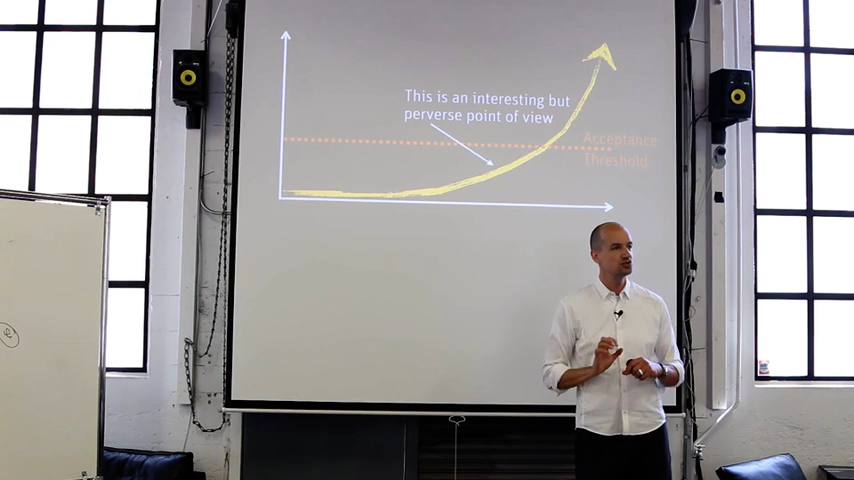 This is an interesting but
perverse point of view
Acceptance
Threshold